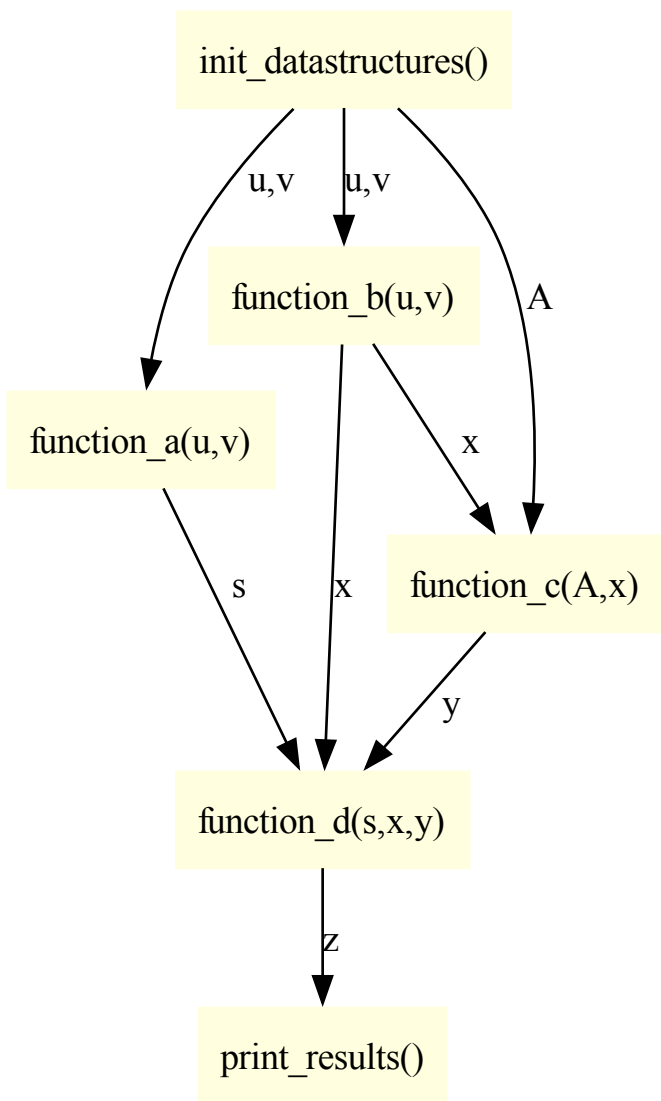 init_datastructures()
u,v
u,v
function_b(u,v)
A
function_a(u,v)
x
s
x
function_c(A,x)
y
function_d(s,x,y)
z
print_results()